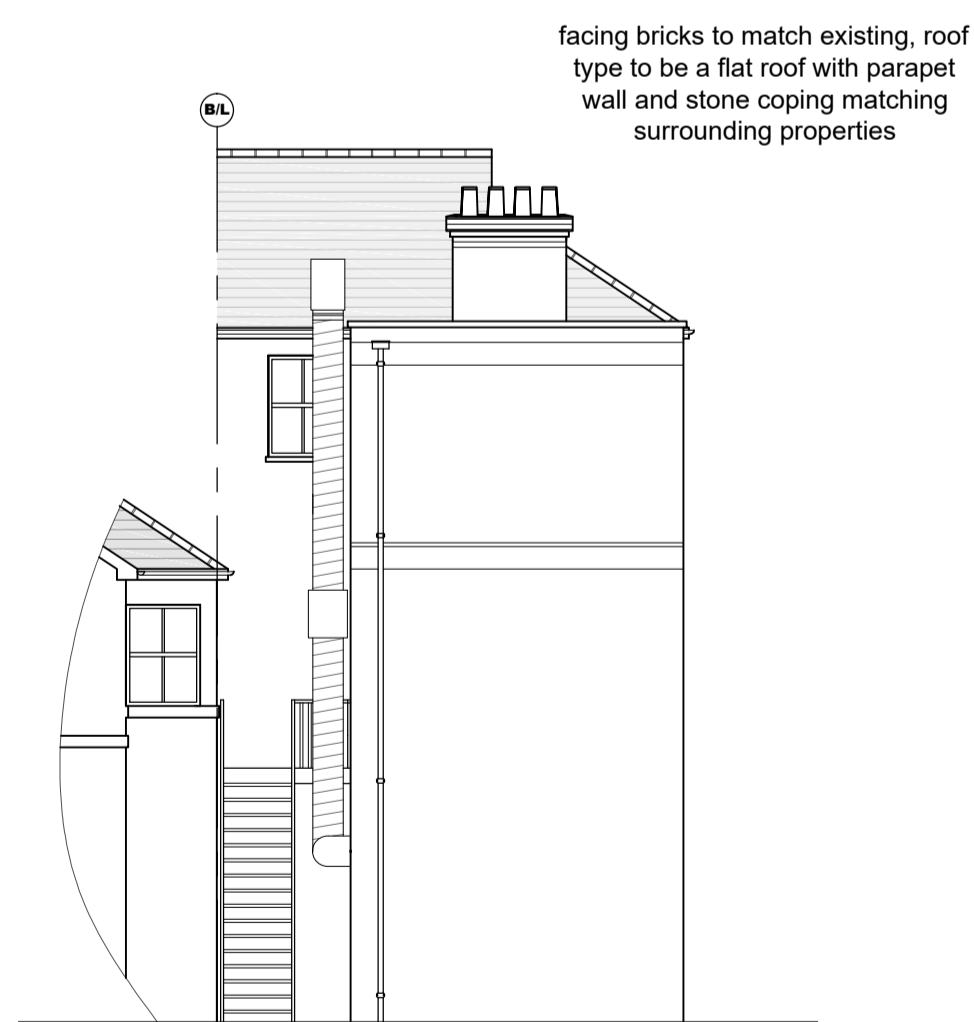 facing bricks to match existing, roof
type to be a flat roof with parapet
wall and stone coping matching
surrounding properties
B/L